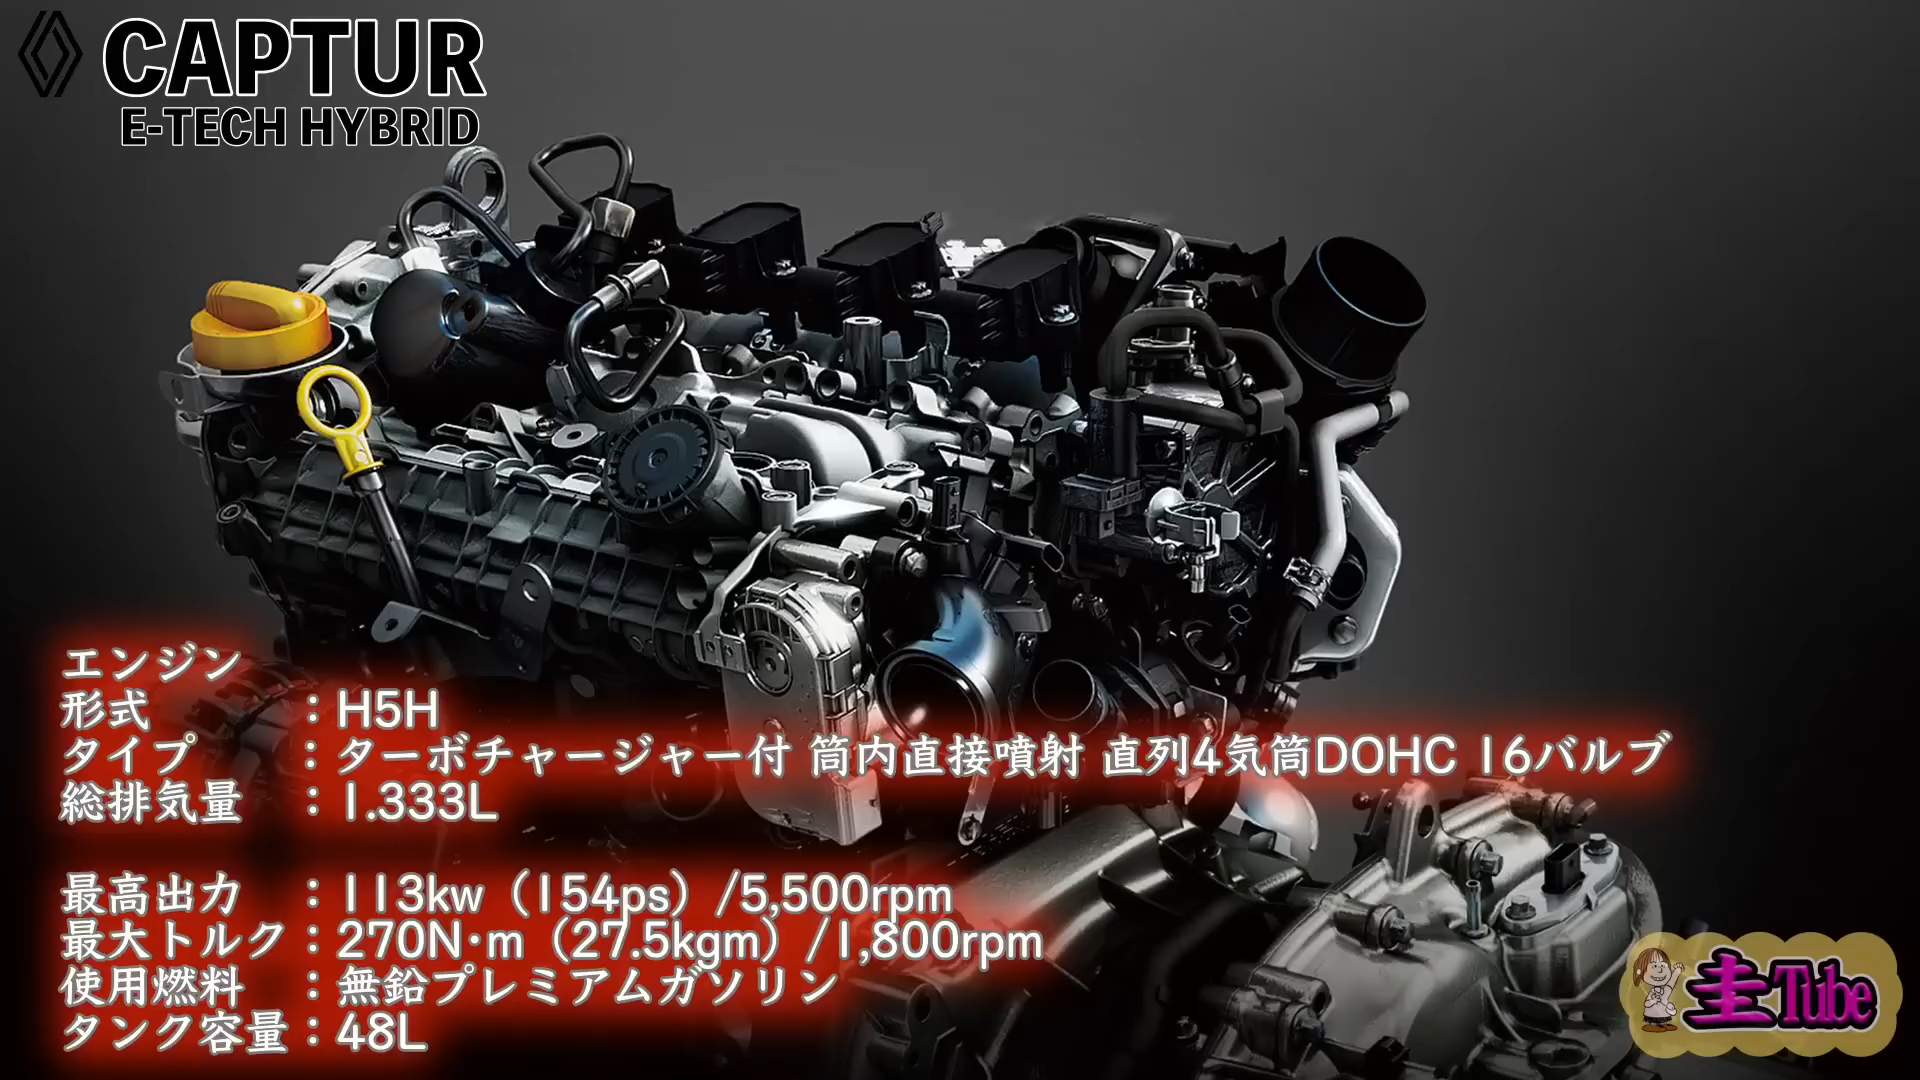 CAPTUR
E-TECH HYBRID
エンジン
形式 : H5H
タイプ : ターボチャージャー付 筒内直接噴射 直列4気筒DOHC 16バルブ
総排気量 : 1.333L
最高出力 : 113kw（154ps）/5,500rpm
最大トルク : 270N·m（27.5kgm）/1,800rpm
使用燃料 : 無鉛プレミアムガソリン
タンク容量 : 48L
圭Tube